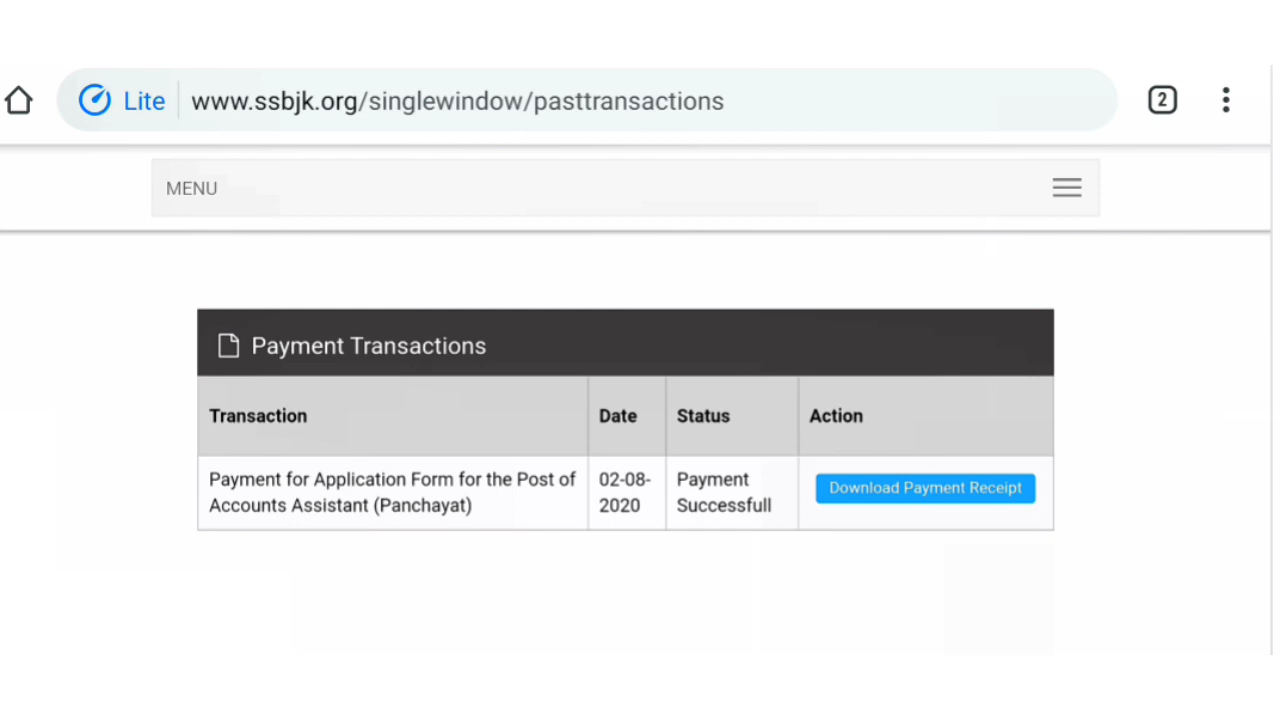 Lite www.ssbjk.org/singlewindow/pasttransactions 2
MENU
Payment Transactions
Transaction Date Status Action
Payment for Application Form for the Post of Accounts Assistant (Panchayat) 02-08-2020 Payment Successfull Download Payment Receipt